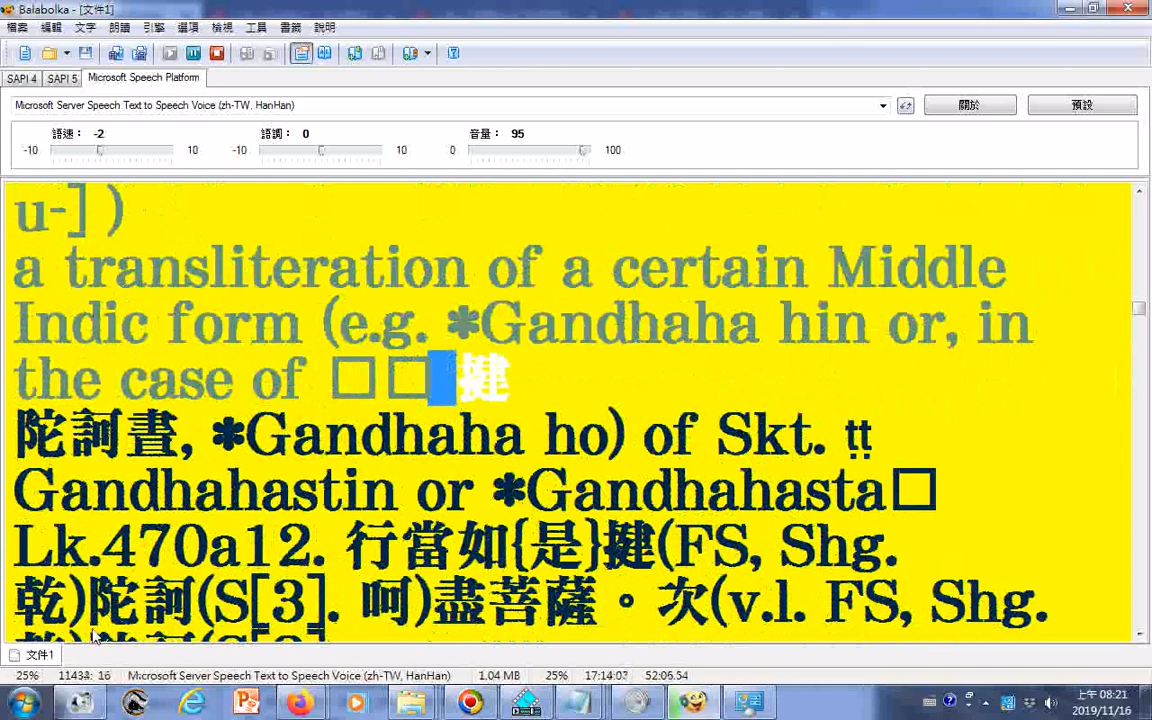 Balabolka - [文件1]
檔案 編輯 文字 朗讀 引擎 選項 檢視 工具 書籤 說明
SAPI 4 SAPI 5 Microsoft Speech Platform
Microsoft Server Speech Text to Speech Voice (zh-TW, HanHan) 關於 預設
語速： -2 語調： 0 音量： 95
-10 10 -10 10 0 100
u-] )
a transliteration of a certain Middle
Indic form (e.g. *Gandhaha hin or, in
the case of □□ 揵
陀訶晝, *Gandhaha ho) of Skt. ṭṭ
Gandhahastin or *Gandhahasta□
Lk.470a12. 行當如{是}揵(FS, Shg.
乾)陀訶(S[3]. 呵)盡菩薩。次(v.l. FS, Shg.
文件1
25% 11434: 16 Microsoft Server Speech Text to Speech Voice (zh-TW, HanHan) 1.04 MB 25% 17:14:03 52:06.54
上午 08:21
2019/11/16